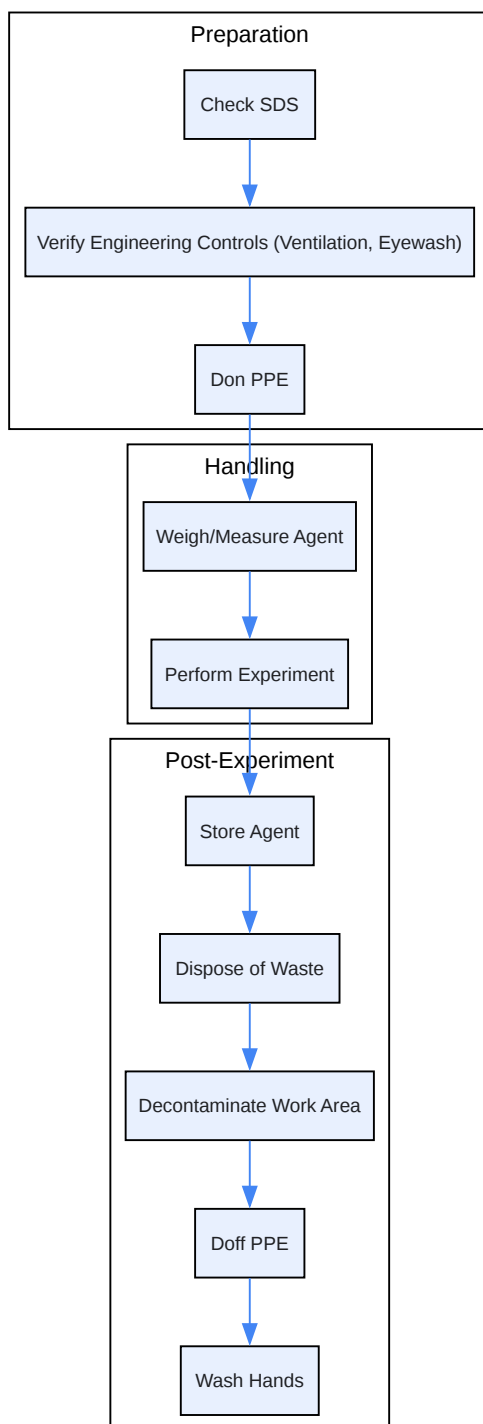 Preparation
Check SDS
Verify Engineering Controls (Ventilation, Eyewash)
Don PPE
Handling
Weigh/Measure Agent
Perform Experiment
Post-Experiment
Store Agent
Dispose of Waste
Decontaminate Work Area
Doff PPE
Wash Hands